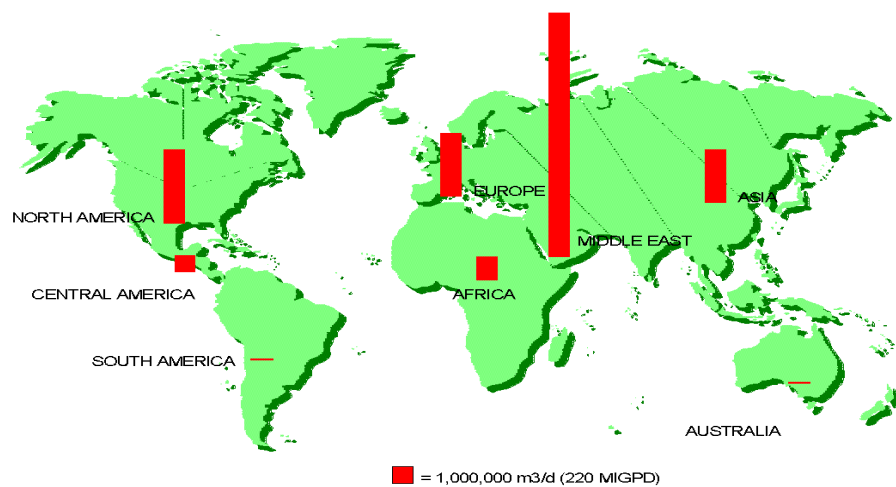 NORTH AMERICA
EUROPE
ASIA
MIDDLE EAST
CENTRAL AMERICA
AFRICA
SOUTH AMERICA
AUSTRALIA
= 1,000,000 m3/d (220 MIGPD)